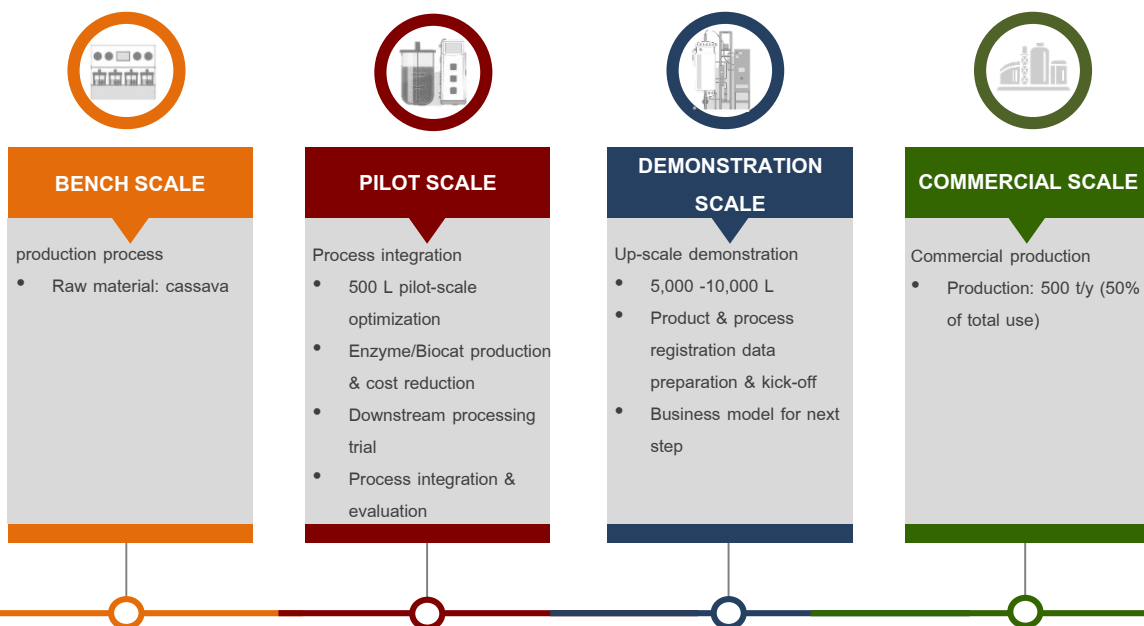 BENCH SCALE
production process
• Raw material: cassava
PILOT SCALE
Process integration
• 500 L pilot-scale
optimization
• Enzyme/Biocat production
& cost reduction
• Downstream processing
trial
• Process integration &
evaluation
DEMONSTRATION
SCALE
Up-scale demonstration
• 5,000 -10,000 L
• Product & process
registration data
preparation & kick-off
• Business model for next
step
COMMERCIAL SCALE
Commercial production
• Production: 500 t/y (50%
of total use)